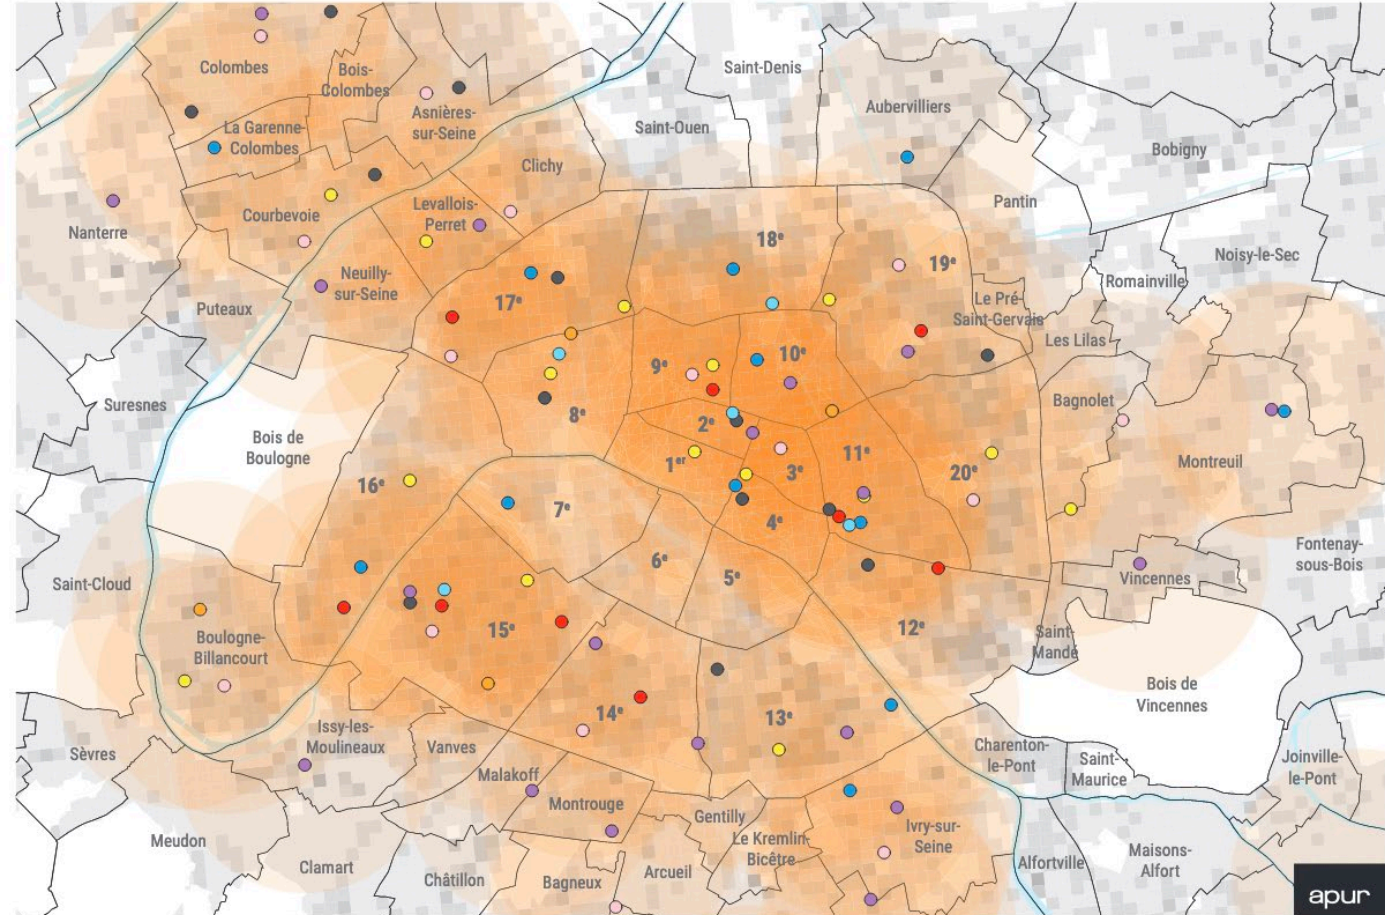 Saint-Denis
Colombes
Bois-
Colombes
Aubervilliers
Asnières-
sur-Seine
Saint-Ouen
La Garenne-
Colombes
Bobigny
Clichy
Pantin
Courbevoie
Levallois-
Perret
Nanterre
18ᵉ
19ᵉ
Noisy-le-Sec
Romainville
Neuilly-
sur-Seine
17ᵉ
Puteaux
Le Pré-
Saint-Gervais
Les Lilas
9ᵉ
10ᵉ
Suresnes
8ᵉ
2ᵉ
Bagnolet
Bois de
Boulogne
1ᵉʳ
3ᵉ
11ᵉ
20ᵉ
Montreuil
16ᵉ
7ᵉ
4ᵉ
6ᵉ
5ᵉ
Fontenay-
sous-Bois
Saint-Cloud
Vincennes
Boulogne-
Billancourt
15ᵉ
12ᵉ
Saint-
Mandé
Bois de
Vincennes
14ᵉ
13ᵉ
Issy-les-
Moulineaux
Sèvres
Vanves
Charenton-
le-Pont
Saint-
Maurice
Joinville-
le-Pont
Malakoff
Montrouge
Gentilly
Ivry-sur-
Seine
Le Kremlin-
Bicêtre
Meudon
Clamart
Châtillon
Bagneux
Arcueil
Alfortville
Maisons-
Alfort
apur